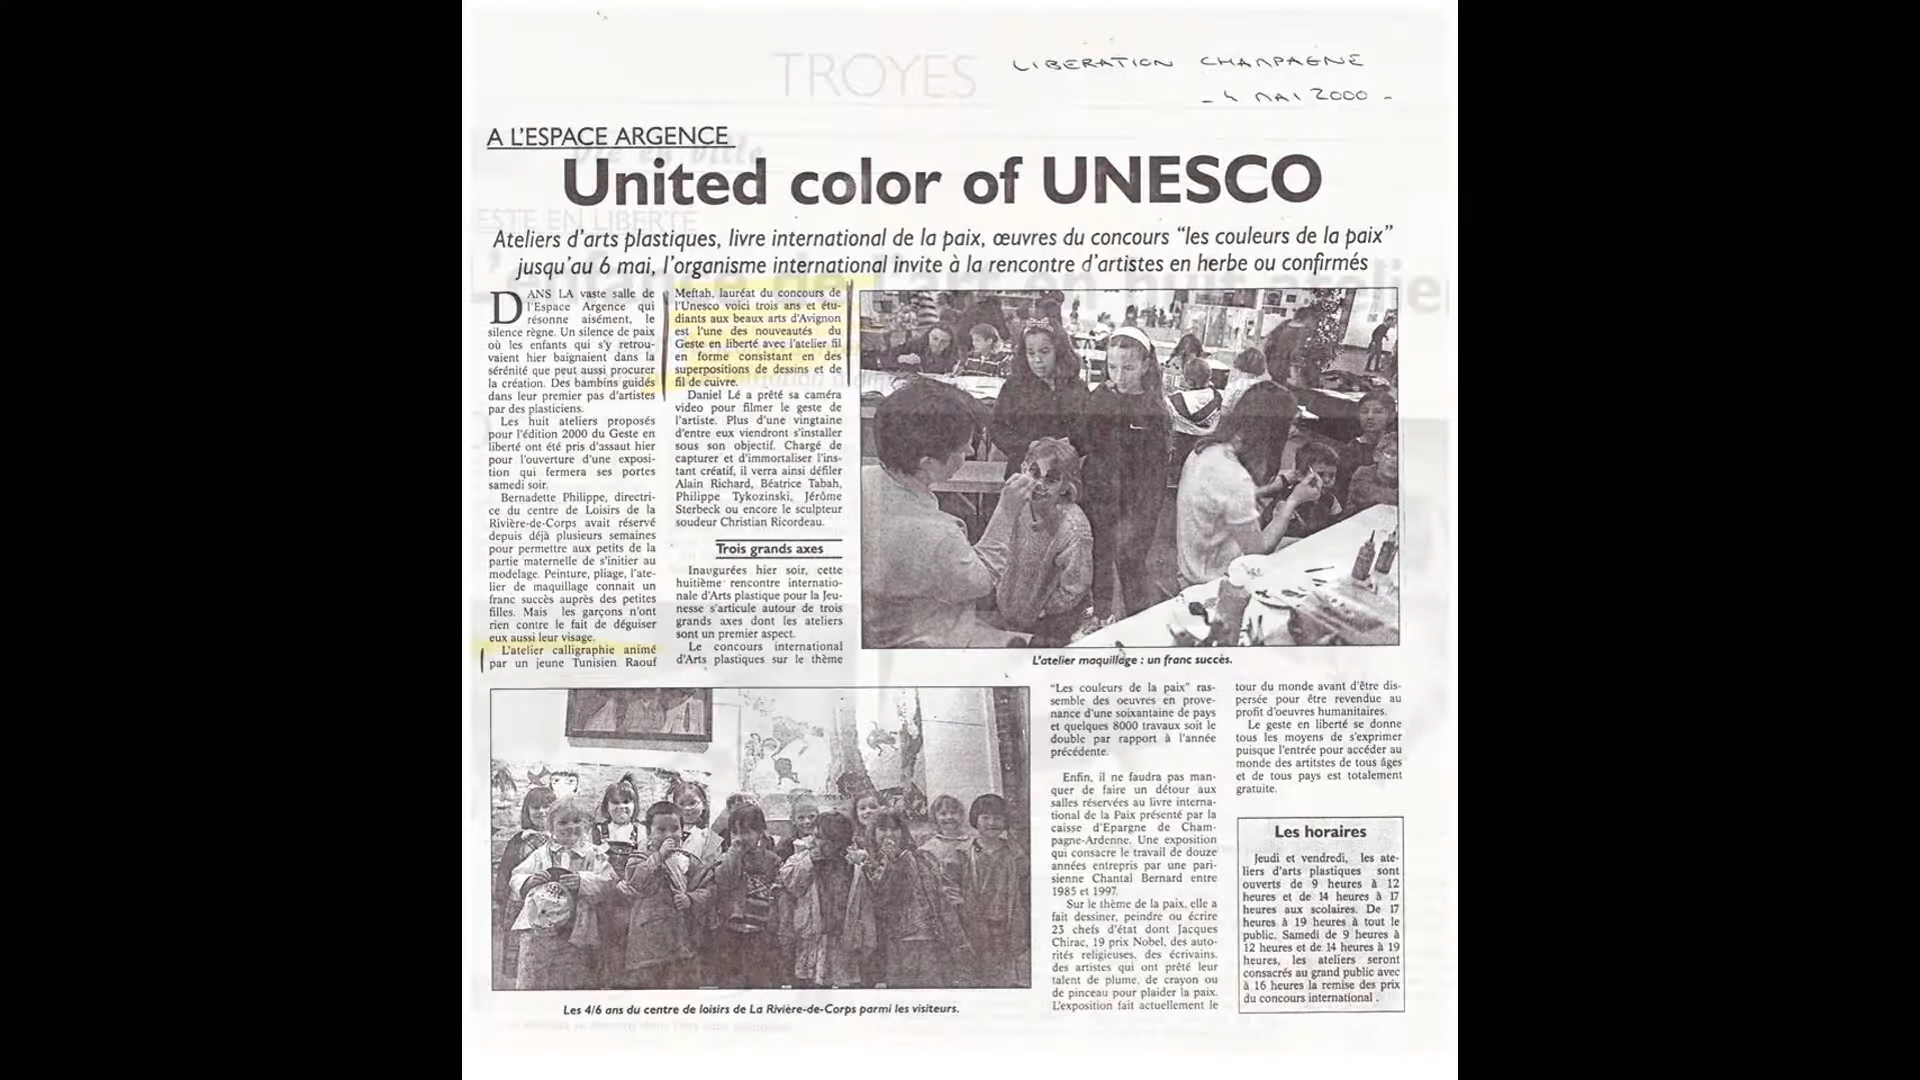 TROYES
LIBERATION CHAMPAGNE
- 4 MAI 2000 -
A L'ESPACE ARGENCE
United color of UNESCO
Ateliers d'arts plastiques, livre international de la paix, œuvres du concours “les couleurs de la paix”
jusqu'au 6 mai, l'organisme international invite à la rencontre d'artistes en herbe ou confirmés
DANS LA vaste salle de
l'Espace Argence qui
résonne aisément, le
silence règne. Un silence de paix
où les enfants qui s'y retrou-
vaient hier baignaient dans la
sérénité que peut aussi procurer
la création. Des bambins guidés
dans leur premier pas d'artistes
par des plasticiens.
Les huit ateliers proposés
pour l'édition 2000 du Geste en
liberté ont été pris d'assaut hier
pour l'ouverture d'une exposi-
tion qui fermera ses portes
samedi soir.
Bernadette Philippe, directri-
ce du centre de Loisirs de la
Rivière-de-Corps avait réservé
depuis déjà plusieurs semaines
pour permettre aux petits de la
partie maternelle de s'initier au
modelage. Peinture, pliage, l'ate-
lier de maquillage connait un
franc succès auprès des petites
filles. Mais les garçons n'ont
rien contre le fait de déguiser
eux aussi leur visage.
L'atelier calligraphie animé
par un jeune Tunisien Raouf
Meftah, lauréat du concours de
l'Unesco voici trois ans et étu-
diants aux beaux arts d'Avignon
est l'une des nouveautés du
Geste en liberté avec l'atelier fil
en forme consistant en des
superpositions de dessins et de
fil de cuivre.
Daniel Lé a prêté sa caméra
video pour filmer le geste de
l'artiste. Plus d'une vingtaine
d'entre eux viendront s'installer
sous son objectif. Chargé de
capturer et d'immortaliser l'ins-
tant créatif, il verra ainsi défiler
Alain Richard, Béatrice Tabah,
Philippe Tykozinski, Jérôme
Sterbeck ou encore le sculpteur
soudeur Christian Ricordeau.
Trois grands axes
Inaugurées hier soir, cette
huitième rencontre internatio-
nale d'Arts plastique pour la Jeu-
nesse s'articule autour de trois
grands axes dont les ateliers
sont un premier aspect.
Le concours international
d'Arts plastiques sur le thème
L'atelier maquillage : un franc succès.
Les 4/6 ans du centre de loisirs de La Rivière-de-Corps parmi les visiteurs.
“Les couleurs de la paix” ras-
semble des oeuvres en prove-
nance d'une soixantaine de pays
et quelques 8000 travaux soit le
double par rapport à l'année
précédente.
Enfin, il ne faudra pas man-
quer de faire un détour aux
salles réservées au livre interna-
tional de la Paix présenté par la
caisse d'Epargne de Cham-
pagne-Ardenne. Une exposition
qui consacre le travail de douze
années entrepris par une pari-
sienne Chantal Bernard entre
1985 et 1997.
Sur le thème de la paix, elle a
fait dessiner, peindre ou écrire
23 chefs d'état dont Jacques
Chirac, 19 prix Nobel, des auto-
rités religieuses, des écrivains,
des artistes qui ont prêté leur
talent de plume, de crayon ou
de pinceau pour plaider la paix.
L'exposition fait actuellement le
tour du monde avant d'être dis-
persée pour être revendue au
profit d'oeuvres humanitaires.
Le geste en liberté se donne
tous les moyens de s'exprimer
puisque l'entrée pour accéder au
monde des artitstes de tous âges
et de tous pays est totalement
gratuite.
Les horaires
Jeudi et vendredi, les ate-
liers d'arts plastiques sont
ouverts de 9 heures à 12
heures et de 14 heures à 17
heures aux scolaires. De 17
heures à 19 heures à tout le
public. Samedi de 9 heures à
12 heures et de 14 heures à 19
heures, les ateliers seront
consacrés au grand public avec
à 16 heures la remise des prix
du concours international .